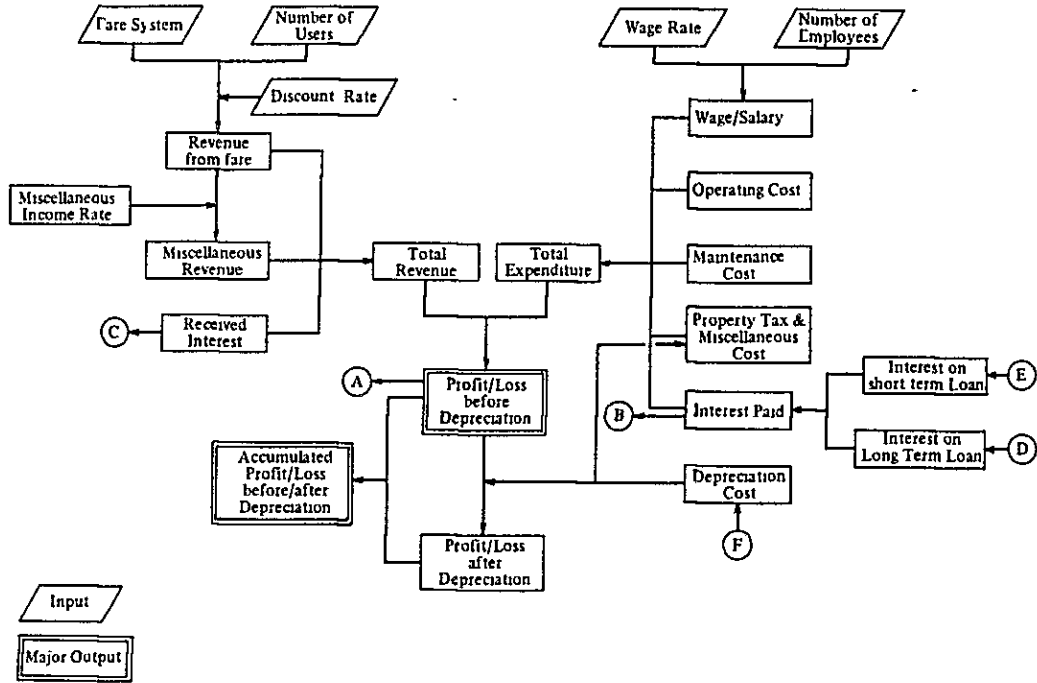 Fare System
Number of
Users
Wage Rate
Number of
Employees
Discount Rate
Wage/Salary
Revenue
from fare
Operating Cost
Miscellaneous
Income Rate
Miscellaneous
Revenue
Total
Revenue
Total
Expenditure
Maintenance
Cost
C
Received
Interest
Property Tax &
Miscellaneous
Cost
A
Profit/Loss
before
Depreciation
B
Interest Paid
Interest on
short term Loan
E
Interest on
Long Term Loan
D
Accumulated
Profit/Loss
before/after
Depreciation
Depreciation
Cost
F
Profit/Loss
after
Depreciation
Input
Major Output